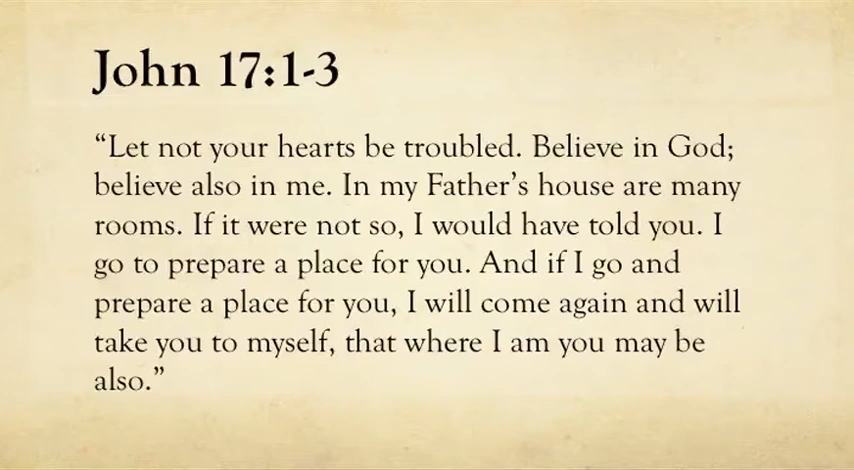 John 17:1-3
“Let not your hearts be troubled. Believe in God;
believe also in me. In my Father’s house are many
rooms. If it were not so, I would have told you. I
go to prepare a place for you. And if I go and
prepare a place for you, I will come again and will
take you to myself, that where I am you may be
also.”